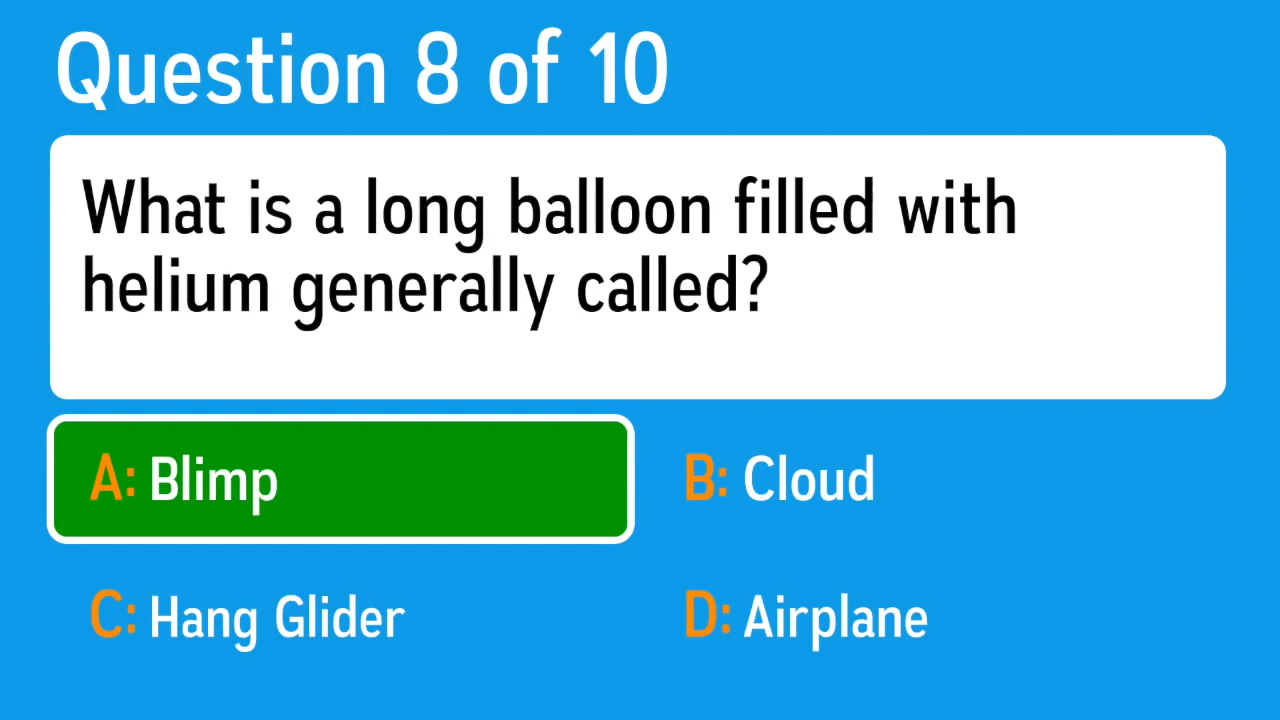 Question 8 of 10
What is a long balloon filled with
helium generally called?
A: Blimp
B: Cloud
C: Hang Glider
D: Airplane